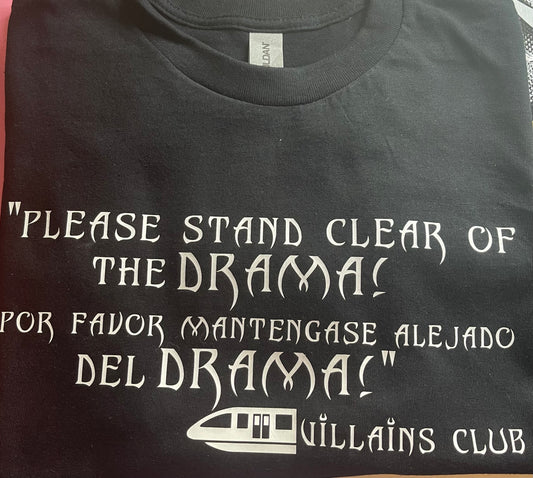 "PLEASE STAND CLEAR OF
THE DRAMA!
POR FAVOR MANTENGASE ALEJADO
DEL DRAMA!"
VILLAINS CLUB